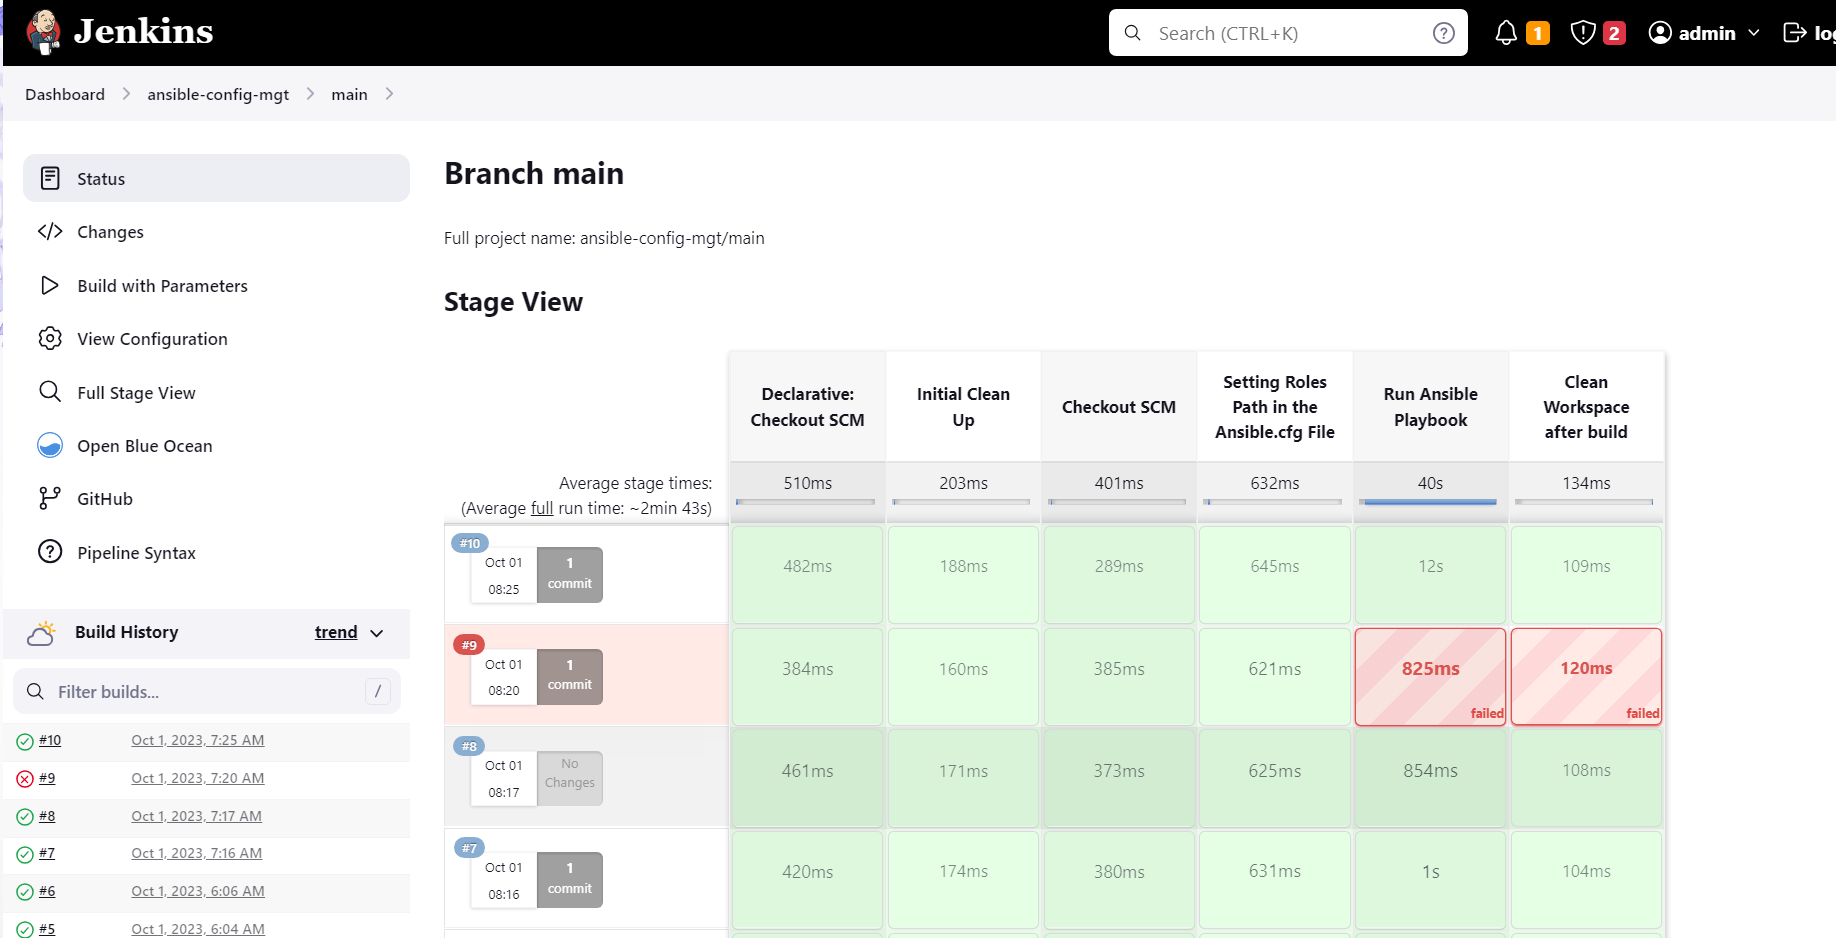 Jenkins
Search (CTRL+K)
?
1
2
admin
log
Dashboard
ansible-config-mgt
main
Status
Changes
Build with Parameters
View Configuration
Full Stage View
Open Blue Ocean
GitHub
Pipeline Syntax
Build History
trend
Filter builds...
/
#10
Oct 1, 2023, 7:25 AM
#9
Oct 1, 2023, 7:20 AM
#8
Oct 1, 2023, 7:17 AM
#7
Oct 1, 2023, 7:16 AM
#6
Oct 1, 2023, 6:06 AM
#5
Oct 1, 2023, 6:04 AM
Branch main
Full project name: ansible-config-mgt/main
Stage View
Declarative:
Checkout SCM
Initial Clean
Up
Checkout SCM
Setting Roles
Path in the
Ansible.cfg File
Run Ansible
Playbook
Clean
Workspace
after build
Average stage times:
(Average full run time: ~2min 43s)
510ms
203ms
401ms
632ms
40s
134ms
#10
Oct 01
08:25
1
commit
482ms
188ms
289ms
645ms
12s
109ms
#9
Oct 01
08:20
1
commit
384ms
160ms
385ms
621ms
825ms
failed
120ms
failed
#8
Oct 01
08:17
No
Changes
461ms
171ms
373ms
625ms
854ms
108ms
#7
Oct 01
08:16
1
commit
420ms
174ms
380ms
631ms
1s
104ms